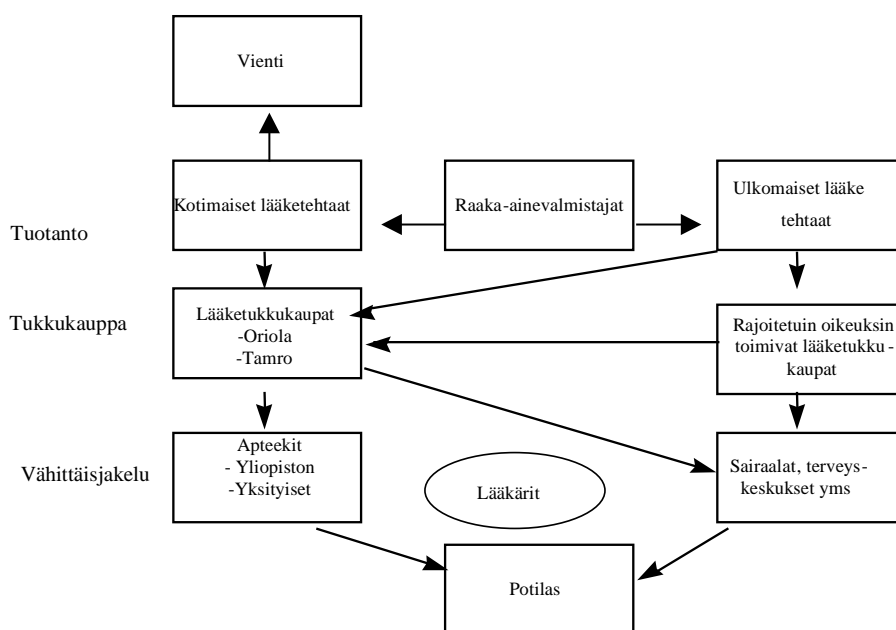 Vienti
Kotimaiset lääketehtaat
Raaka-ainevalmistajat
Ulkomaiset lääke
tehtaat
Tuotanto
Tukkukauppa
Lääketukkukaupat
-Oriola
-Tamro
Rajoitetuin oikeuksin
toimivat lääketukku-
kaupat
Vähittäisjakelu
Apteekit
- Yliopiston
-Yksityiset
Lääkärit
Sairaalat, terveys-
keskukset yms
Potilas